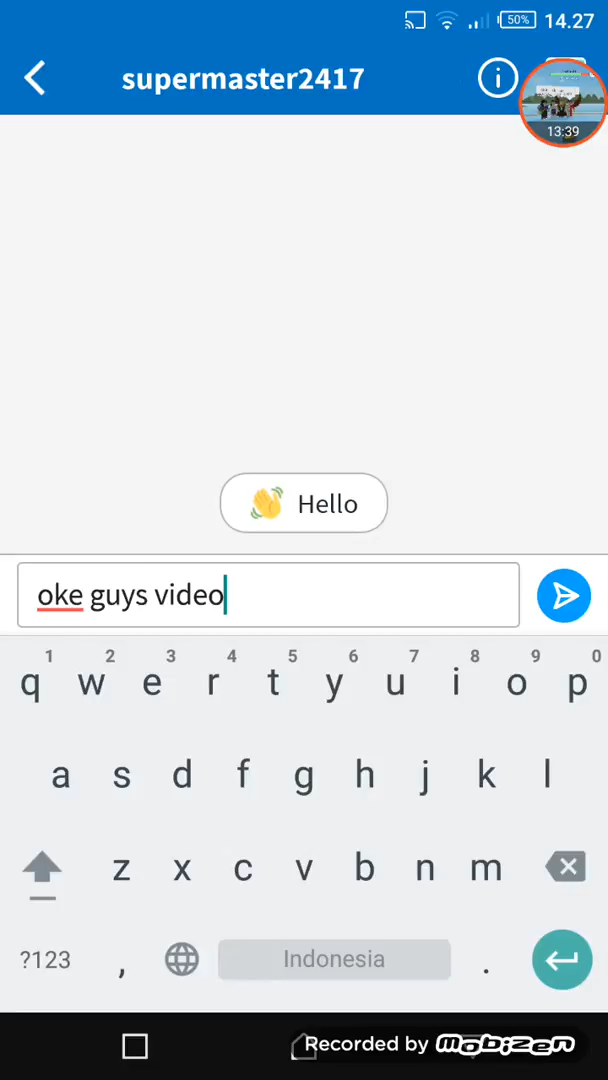 50% 14.27
supermaster2417
13:39
👋 Hello
oke guys video
1 2 3 4 5 6 7 8 9 0
q w e r t y u i o p
a s d f g h j k l
z x c v b n m
?123 , Indonesia .
Recorded by mobizen